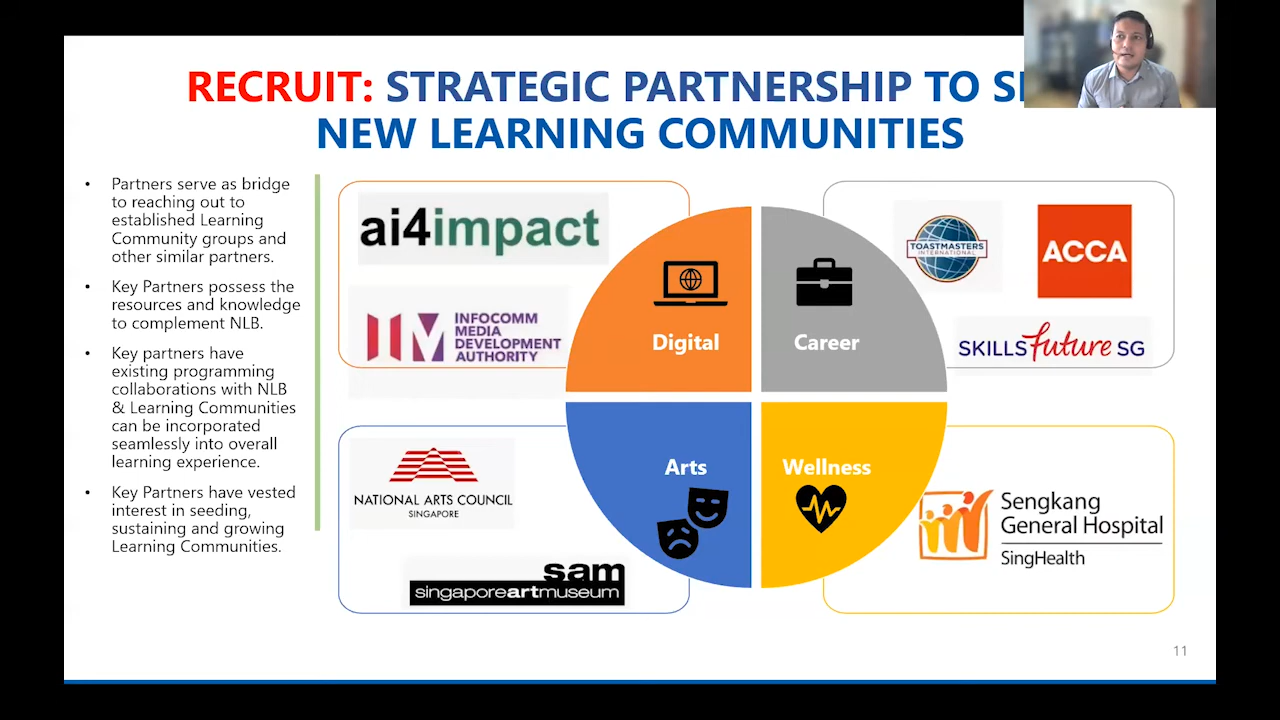 RECRUIT: STRATEGIC PARTNERSHIP TO
NEW LEARNING COMMUNITIES
• Partners serve as bridge
to reaching out to
established Learning
Community groups and
other similar partners.
• Key Partners possess the
resources and knowledge
to complement NLB.
• Key partners have
existing programming
collaborations with NLB
& Learning Communities
can be incorporated
seamlessly into overall
learning experience.
• Key Partners have vested
interest in seeding,
sustaining and growing
Learning Communities.
ai4impact
INFOCOMM
MEDIA
DEVELOPMENT
AUTHORITY
Digital
Career
TOASTMASTERS
INTERNATIONAL
ACCA
SKILLSfuture SG
NATIONAL ARTS COUNCIL
SINGAPORE
sam
singaporeartmuseum
Arts
Wellness
Sengkang
General Hospital
SingHealth
11